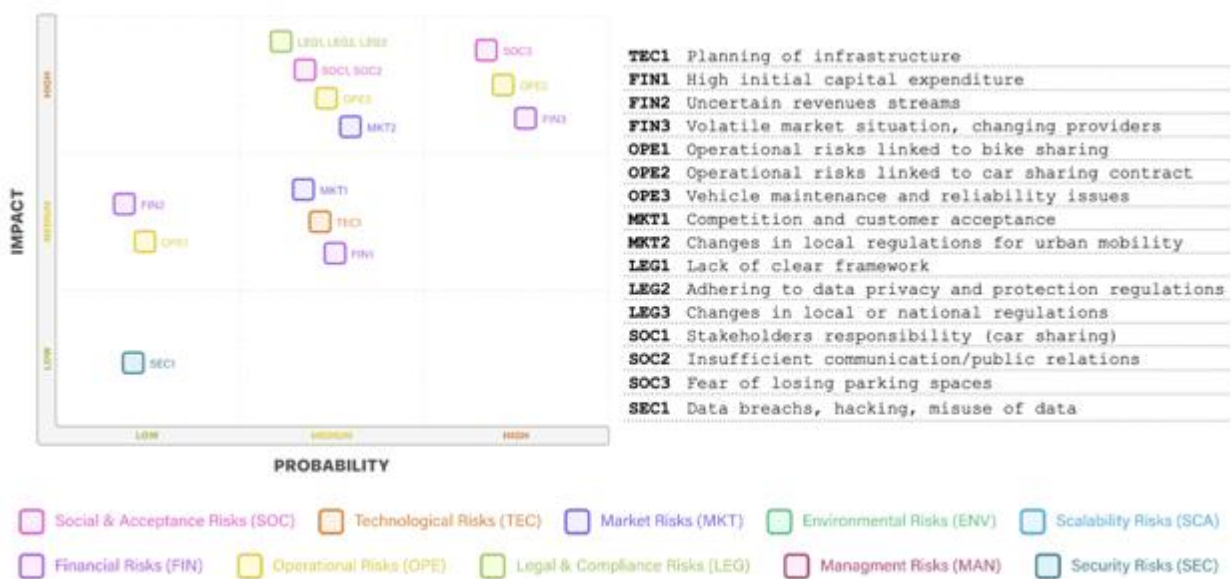 HIGH
LEG1, LEG2, LEG3
SOC1, SOC2
MKT2
SOC3
FIN3
TEC1 Planning of infrastructure
FIN1 High initial capital expenditure
FIN2 Uncertain revenues streams
FIN3 Volatile market situation, changing providers
OPE1 Operational risks linked to bike sharing
OPE2 Operational risks linked to car sharing contract
OPE3 Vehicle maintenance and reliability issues
MKT1 Competition and customer acceptance
MKT2 Changes in local regulations for urban mobility
LEG1 Lack of clear framework
LEG2 Adhering to data privacy and protection regulations
LEG3 Changes in local or national regulations
SOC1 Stakeholders responsibility (car sharing)
SOC2 Insufficient communication/public relations
SOC3 Fear of losing parking spaces
SEC1 Data breachs, hacking, misuse of data
IMPACT
MEDIUM
FIN2
MKT1
TEC1
FIN1
LOW
SEC1
LOW MEDIUM HIGH
PROBABILITY
Social & Acceptance Risks (SOC) Technological Risks (TEC) Market Risks (MKT) Environmental Risks (ENV) Scalability Risks (SCA)
Financial Risks (FIN) Operational Risks (OPE) Legal & Compliance Risks (LEG) Managment Risks (MAN) Security Risks (SEC)